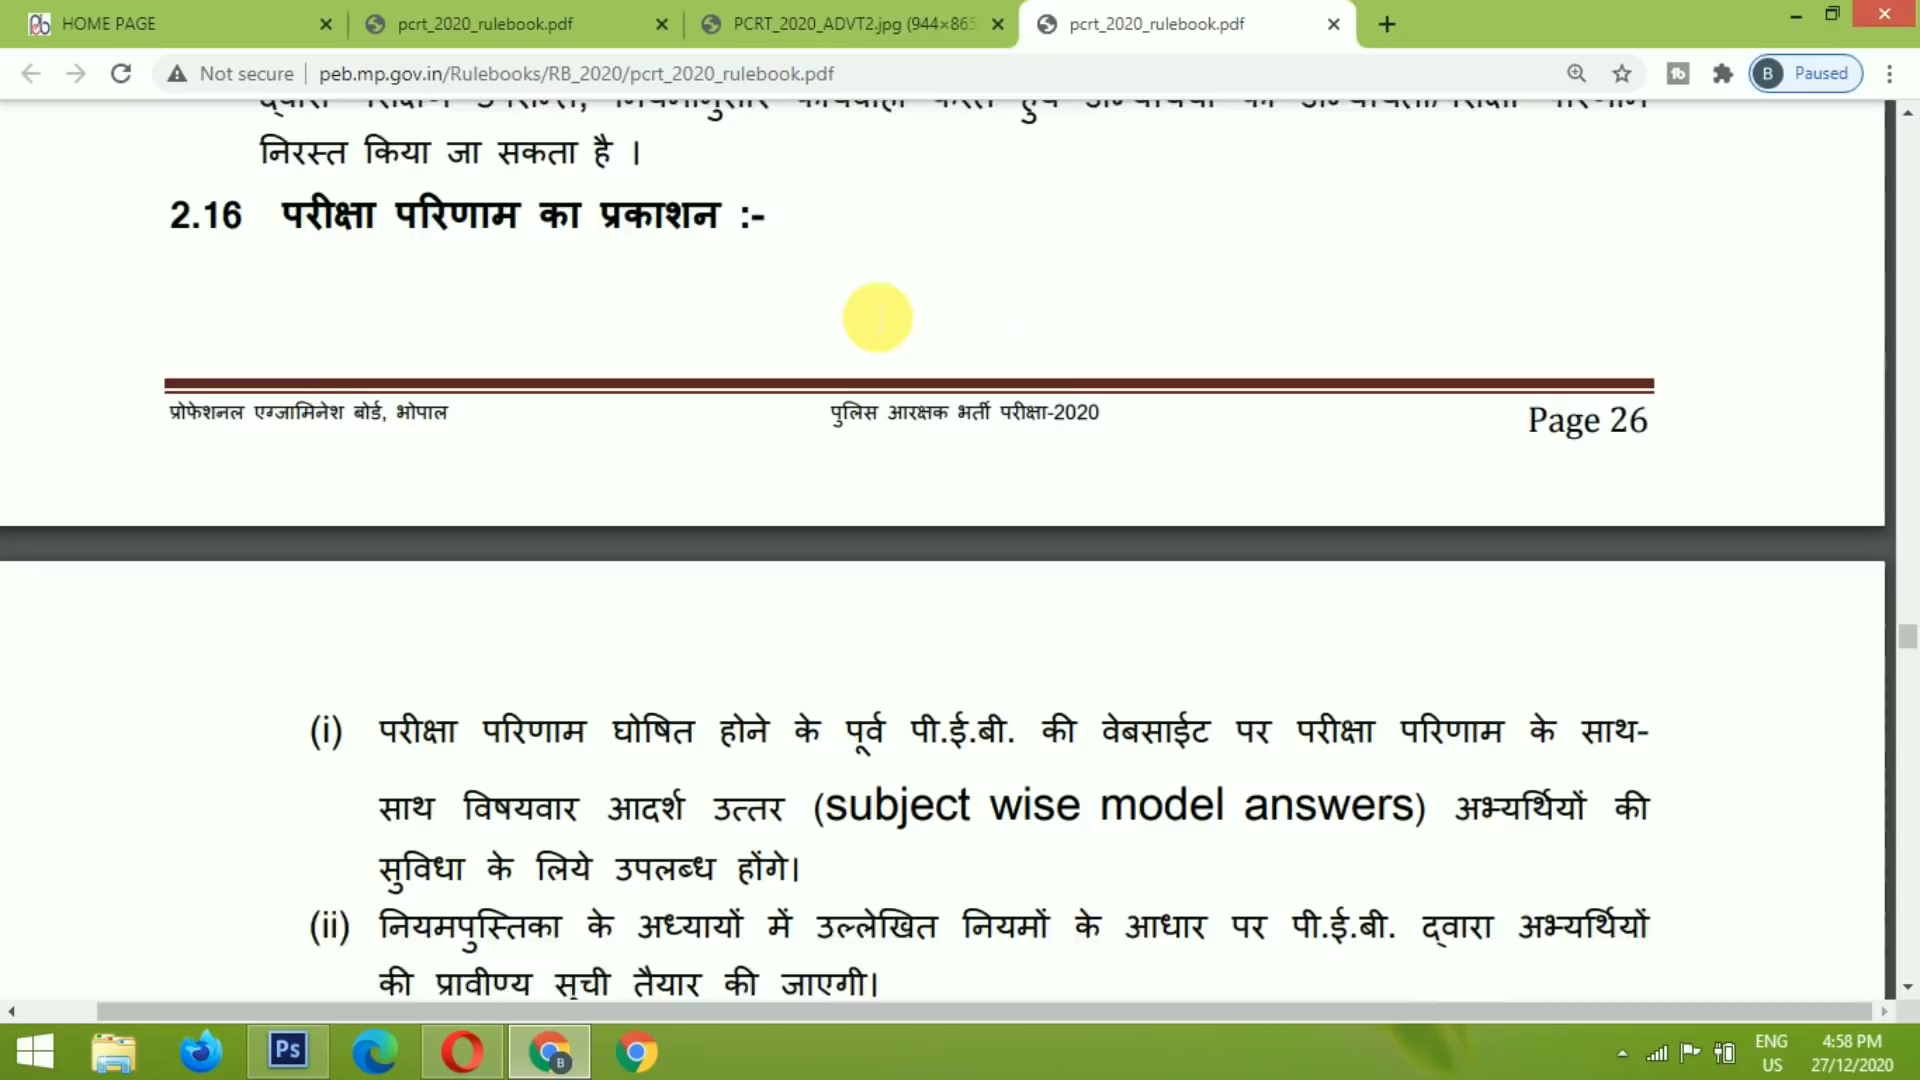 HOME PAGE
pcrt_2020_rulebook.pdf
PCRT_2020_ADVT2.jpg (944×865
pcrt_2020_rulebook.pdf
Not secure
peb.mp.gov.in/Rulebooks/RB_2020/pcrt_2020_rulebook.pdf
B Paused
निरस्त किया जा सकता है ।
2.16 परीक्षा परिणाम का प्रकाशन :-
प्रोफेशनल एग्जामिनेश बोर्ड, भोपाल
पुलिस आरक्षक भर्ती परीक्षा-2020
Page 26
(i) परीक्षा परिणाम घोषित होने के पूर्व पी.ई.बी. की वेबसाईट पर परीक्षा परिणाम के साथ-
साथ विषयवार आदर्श उत्तर (subject wise model answers) अभ्यर्थियों की
सुविधा के लिये उपलब्ध होंगे।
(ii) नियमपुस्तिका के अध्यायों में उल्लेखित नियमों के आधार पर पी.ई.बी. द्वारा अभ्यर्थियों
की प्रावीण्य सूची तैयार की जाएगी।
Ps
B
ENG
US
4:58 PM
27/12/2020